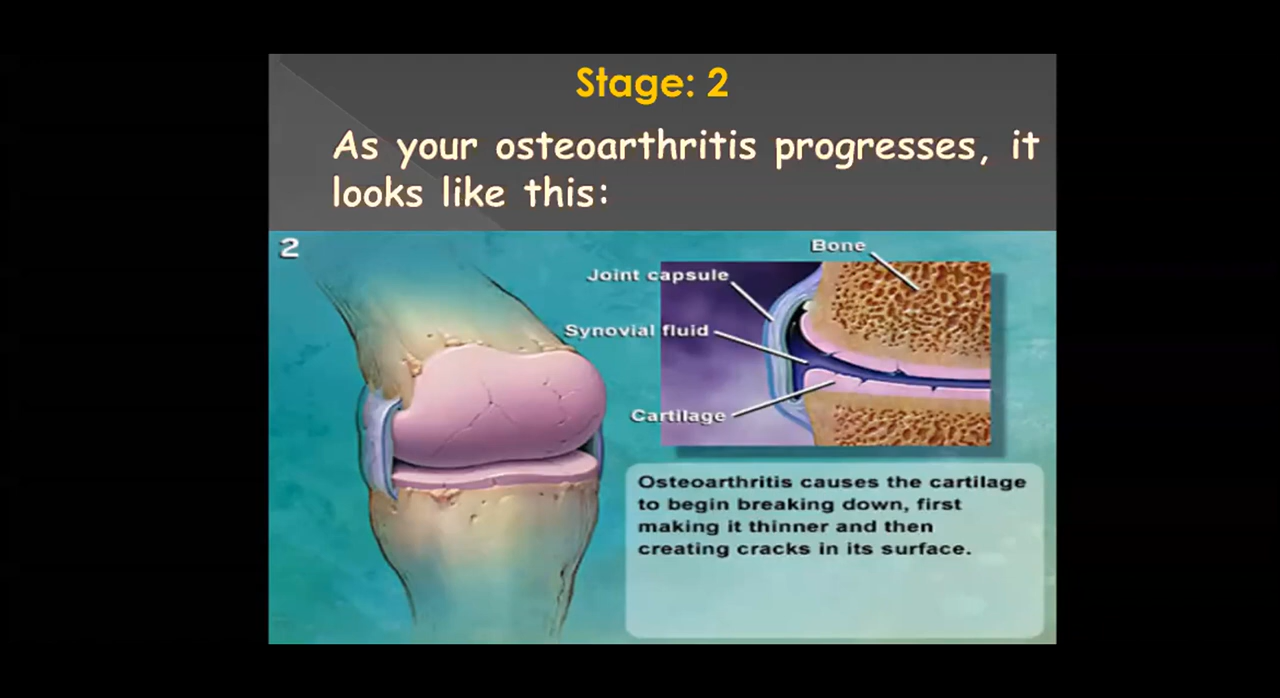 Stage: 2
As your osteoarthritis progresses, it
looks like this:
2
Bone
Joint capsule
Synovial fluid
Cartilage
Osteoarthritis causes the cartilage
to begin breaking down, first
making it thinner and then
creating cracks in its surface.